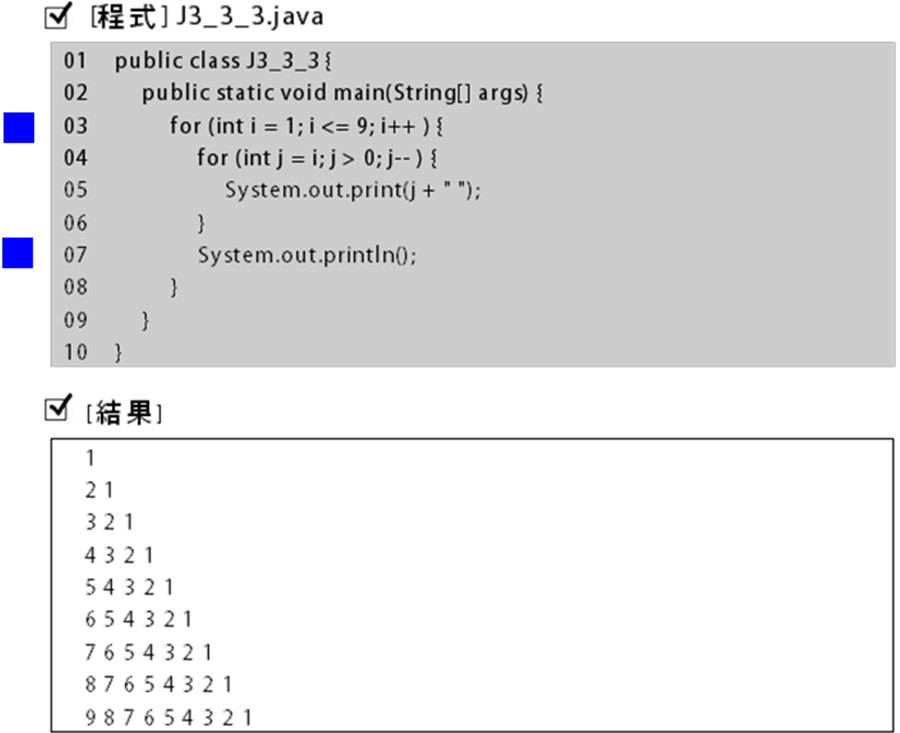 [程式] J3_3_3.java
01 public class J3_3_3{
02 public static void main(String[] args) {
03 for (int i = 1; i <= 9; i++ ) {
04 for (int j = i; j > 0; j-- ) {
05 System.out.print(j + " ");
06 }
07 System.out.println();
08 }
09 }
10 }
[結果]
1
2 1
3 2 1
4 3 2 1
5 4 3 2 1
6 5 4 3 2 1
7 6 5 4 3 2 1
8 7 6 5 4 3 2 1
9 8 7 6 5 4 3 2 1